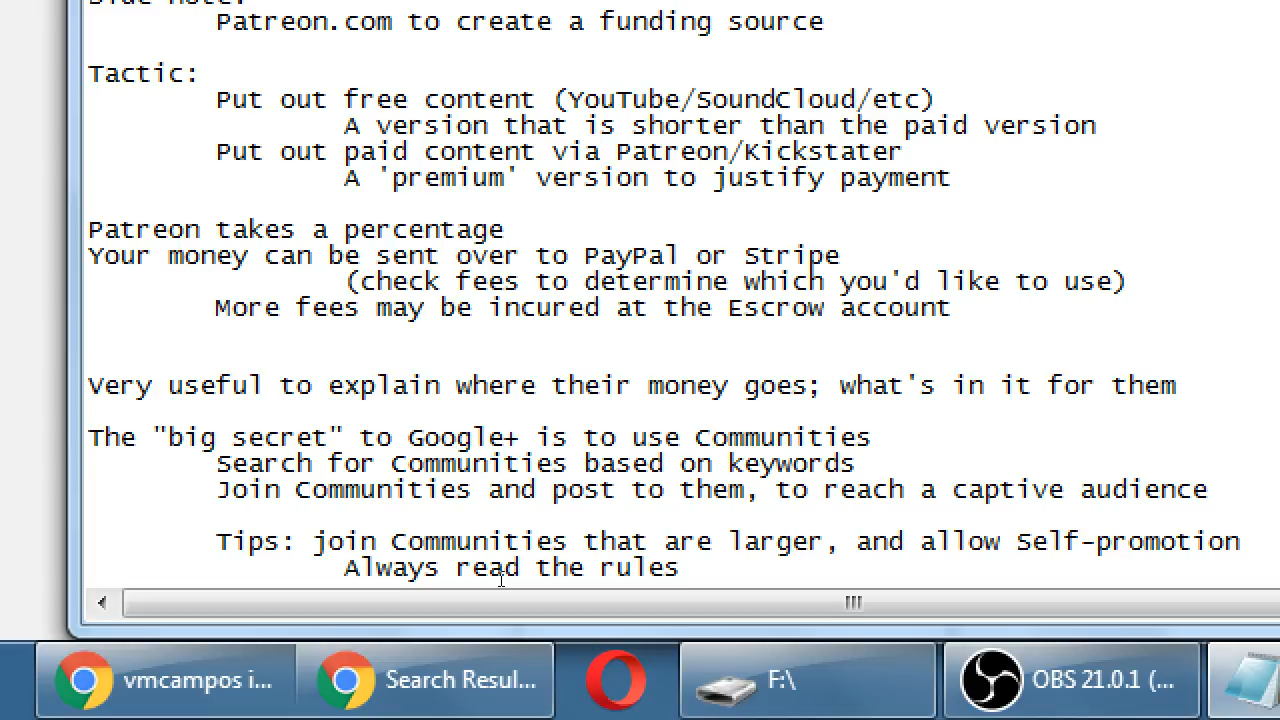 Side Note:
Patreon.com to create a funding source
Tactic:
Put out free content (YouTube/SoundCloud/etc)
A version that is shorter than the paid version
Put out paid content via Patreon/Kickstater
A 'premium' version to justify payment
Patreon takes a percentage
Your money can be sent over to PayPal or Stripe
(check fees to determine which you'd like to use)
More fees may be incured at the Escrow account
Very useful to explain where their money goes; what's in it for them
The "big secret" to Google+ is to use Communities
Search for Communities based on keywords
Join Communities and post to them, to reach a captive audience
Tips: join Communities that are larger, and allow Self-promotion
Always read the rules
vmcampos i...
Search Resul...
F:\
OBS 21.0.1 (...